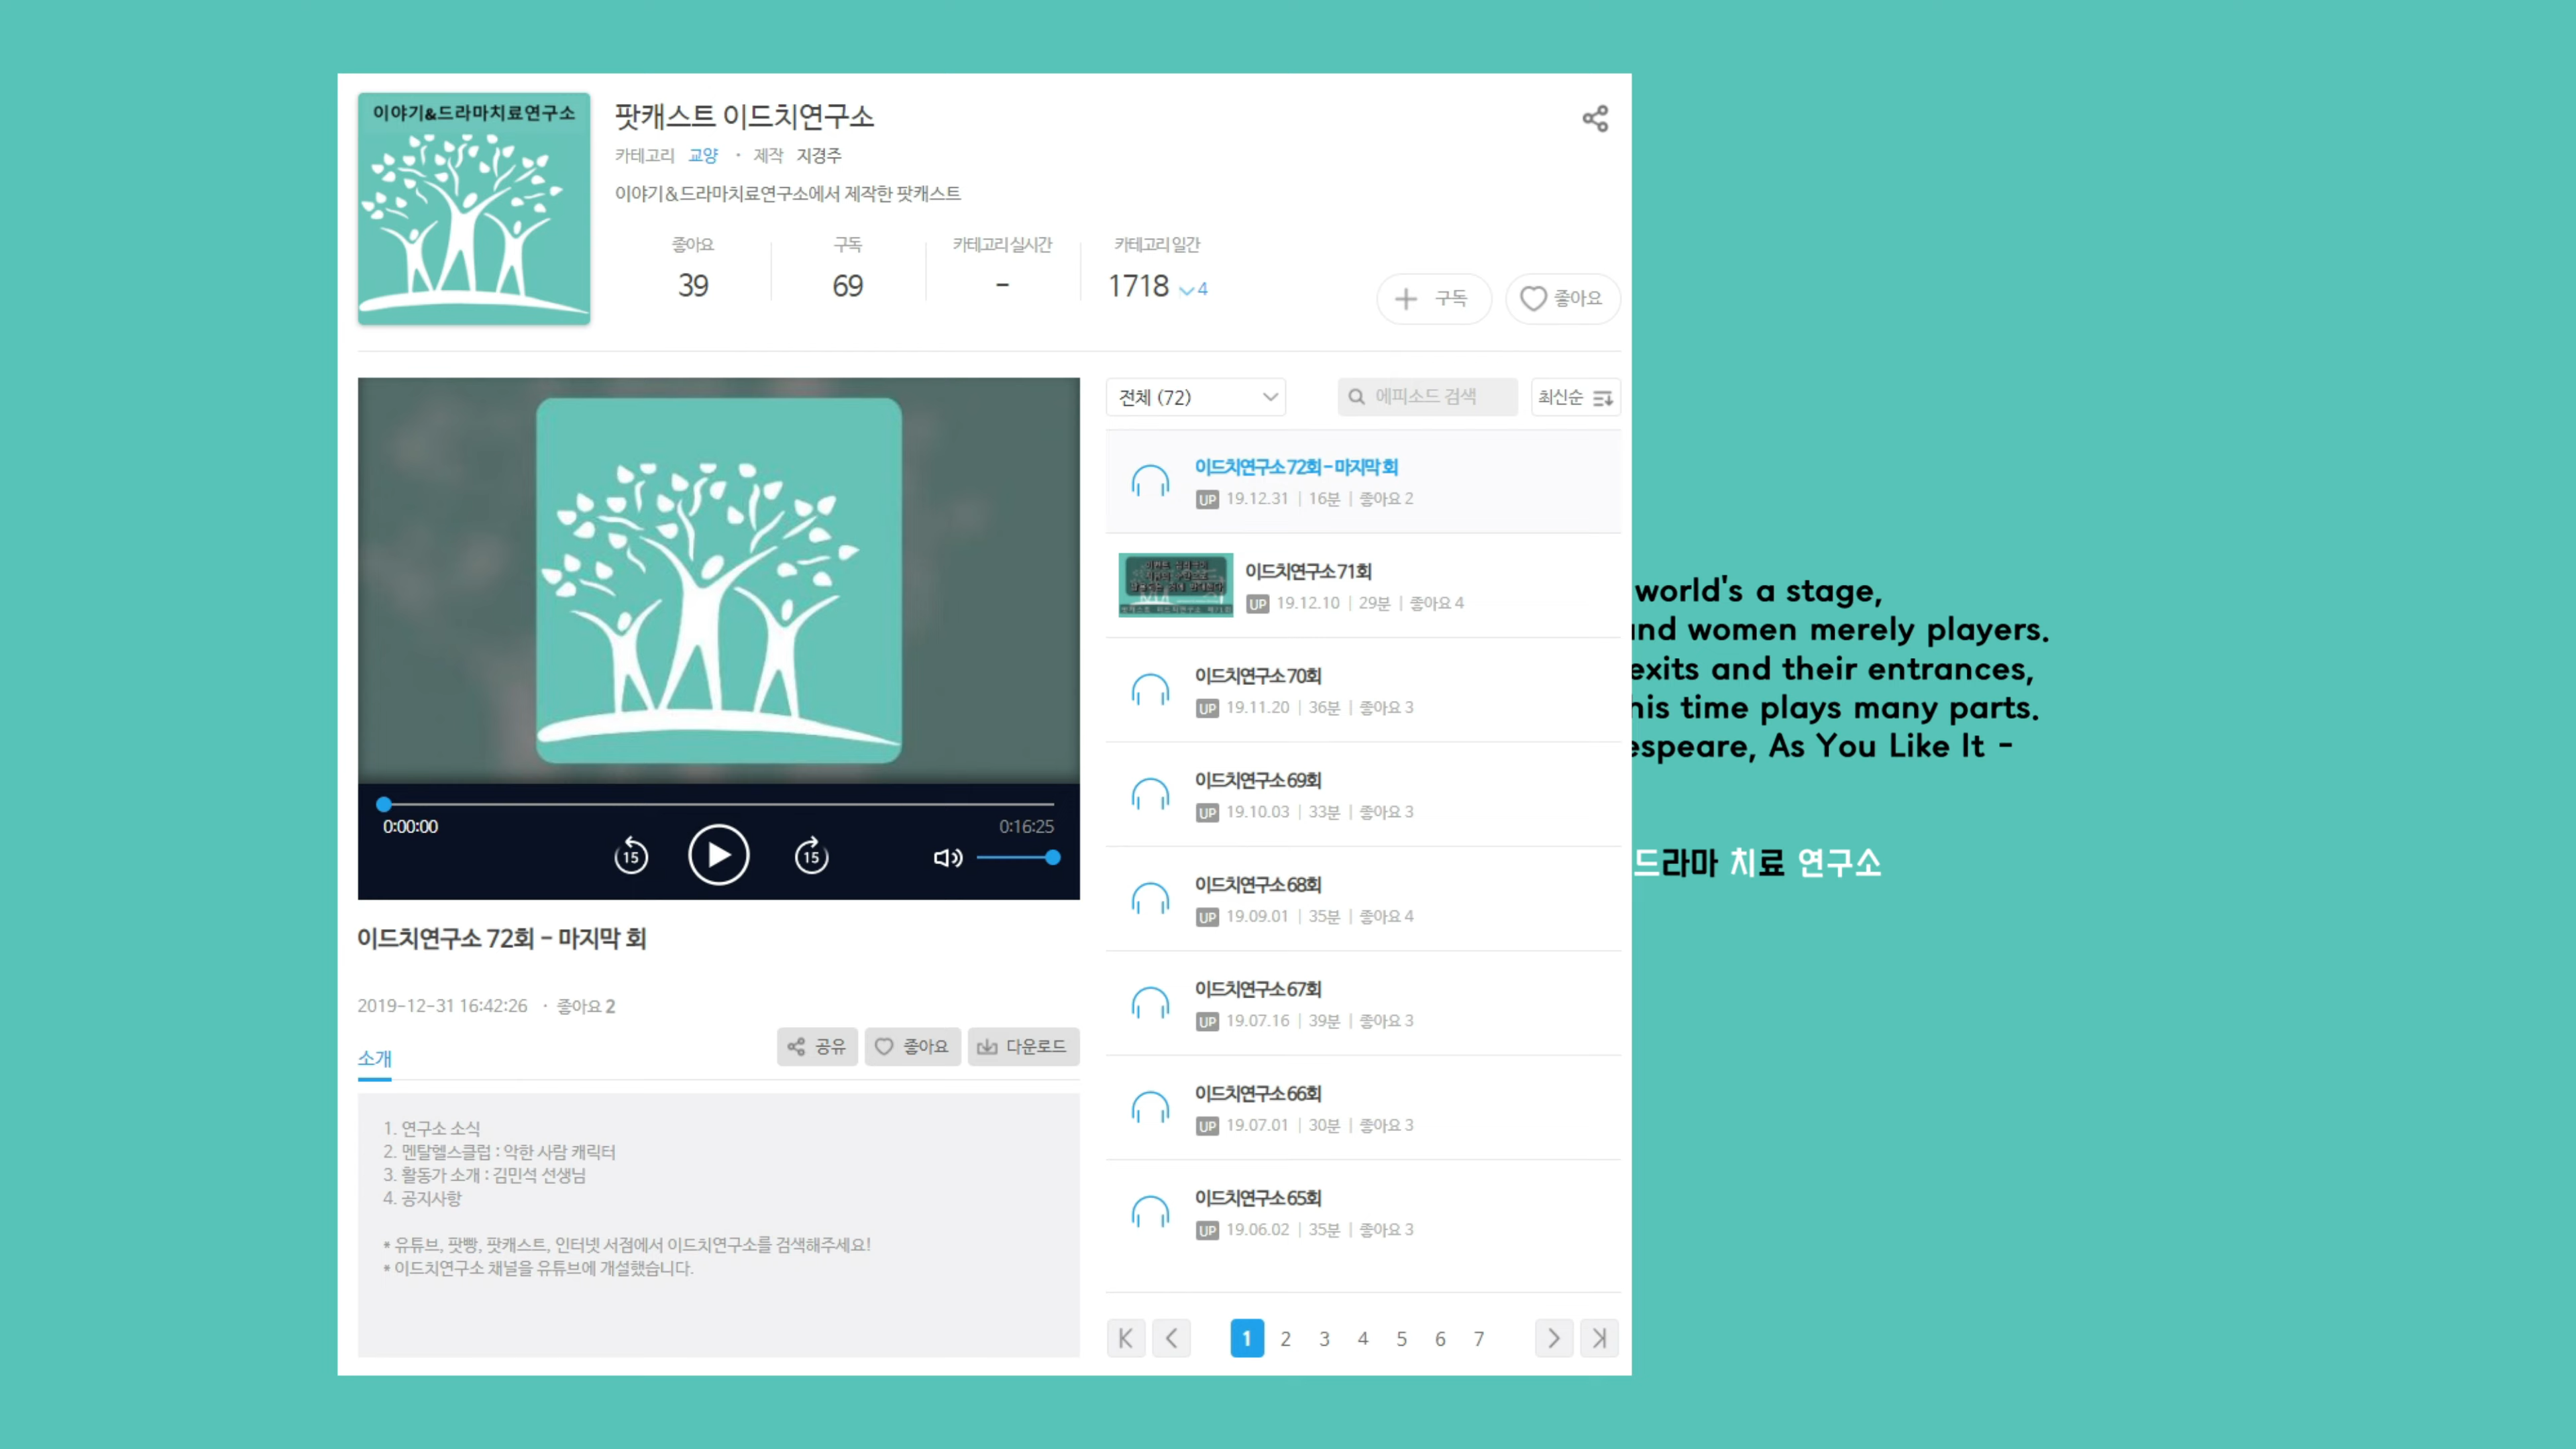 이야기&드라마치료연구소
팟캐스트 이드치연구소
카테고리 교양 · 제작 지경주
이야기&드라마치료연구소에서 제작한 팟캐스트
좋아요 구독 카테고리 실시간 카테고리 일간
39 69 - 1718 4
구독 좋아요
0:00:00 0:16:25
15 15
이드치연구소 72회 - 마지막 회
2019-12-31 16:42:26 · 좋아요 2
공유 좋아요 다운로드
소개
1. 연구소 소식
2. 멘탈헬스클럽 : 악한 사람 캐릭터
3. 활동가 소개 : 김민석 선생님
4. 공지사항
* 유튜브, 팟빵, 팟캐스트, 인터넷 서점에서 이드치연구소를 검색해주세요!
* 이드치연구소 채널을 유튜브에 개설했습니다.
전체 (72) 에피소드 검색 최신순
이드치연구소 72회 - 마지막 회
UP 19.12.31 | 16분 | 좋아요 2
이드치연구소 71회
UP 19.12.10 | 29분 | 좋아요 4
이드치연구소 70회
UP 19.11.20 | 36분 | 좋아요 3
이드치연구소 69회
UP 19.10.03 | 33분 | 좋아요 3
이드치연구소 68회
UP 19.09.01 | 35분 | 좋아요 4
이드치연구소 67회
UP 19.07.16 | 39분 | 좋아요 3
이드치연구소 66회
UP 19.07.01 | 30분 | 좋아요 3
이드치연구소 65회
UP 19.06.02 | 35분 | 좋아요 3
1 2 3 4 5 6 7
world's a stage,
nd women merely players.
exits and their entrances,
his time plays many parts.
espeare, As You Like It -
드라마 치료 연구소